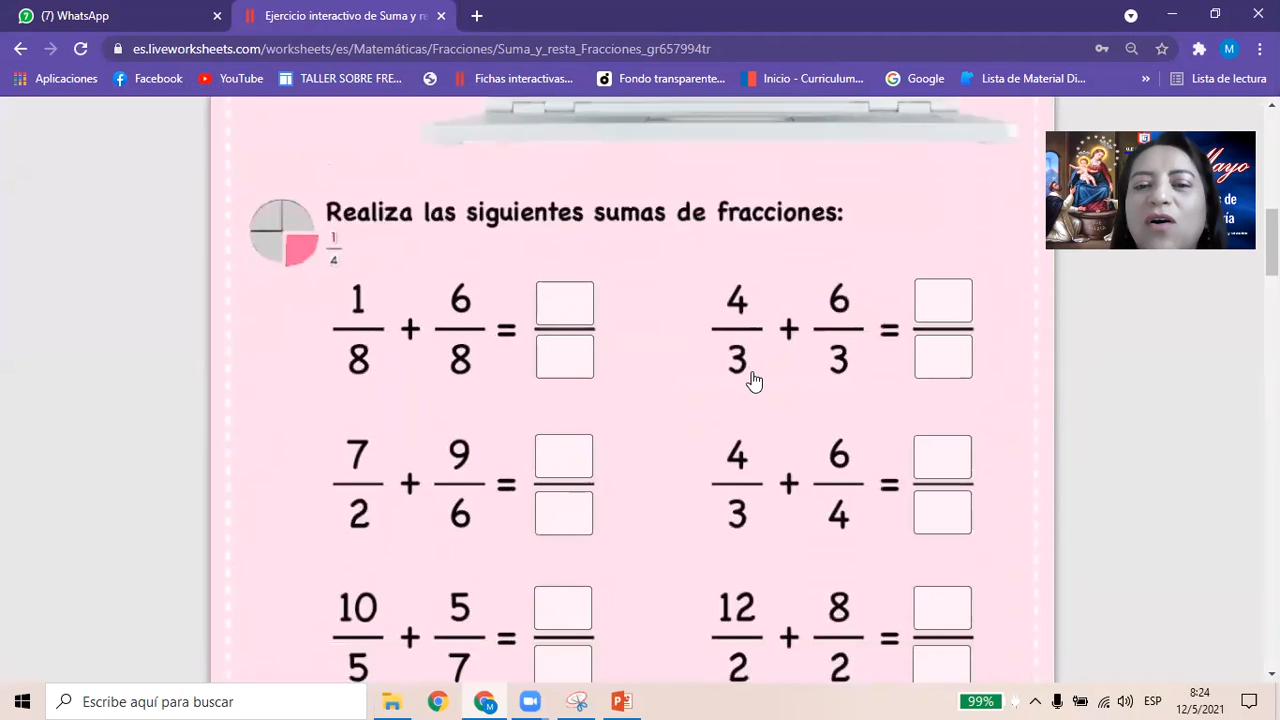 (7) WhatsApp
Ejercicio interactivo de Suma y re
es.liveworksheets.com/worksheets/es/Matemáticas/Fracciones/Suma_y_resta_Fracciones_gr657994tr
M
Aplicaciones Facebook YouTube TALLER SOBRE FRE... Fichas interactivas... Fondo transparente... Inicio - Curriculum... Google Lista de Material Di... » Lista de lectura
Mayo
de
Realiza las siguientes sumas de fracciones:
1/4
1/8 + 6/8 =
4/3 + 6/3 =
7/2 + 9/6 =
4/3 + 6/4 =
10/5 + 5/7 =
12/2 + 8/2 =
Escribe aquí para buscar
99%
ESP
8:24
12/5/2021